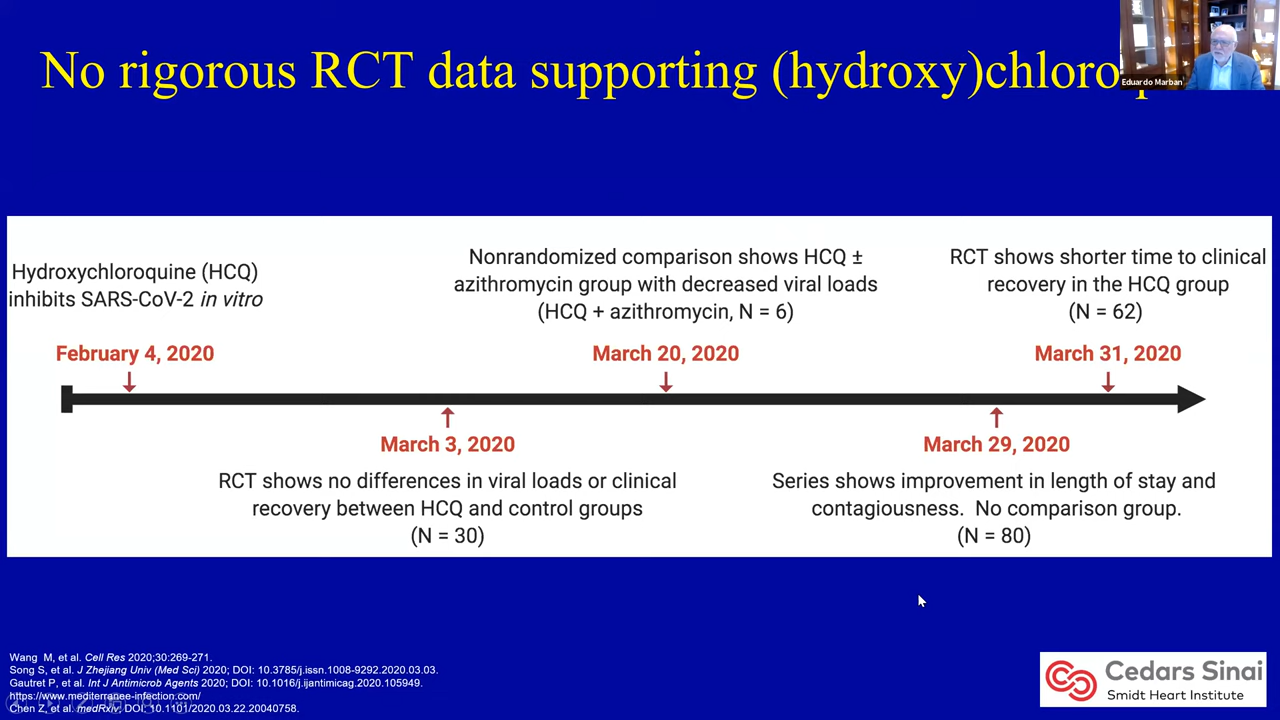 No rigorous RCT data supporting (hydroxy)chloroq
Eduardo Marban
Hydroxychloroquine (HCQ)
inhibits SARS-CoV-2 in vitro
February 4, 2020
Nonrandomized comparison shows HCQ ±
azithromycin group with decreased viral loads
(HCQ + azithromycin, N = 6)
March 20, 2020
RCT shows shorter time to clinical
recovery in the HCQ group
(N = 62)
March 31, 2020
March 3, 2020
RCT shows no differences in viral loads or clinical
recovery between HCQ and control groups
(N = 30)
March 29, 2020
Series shows improvement in length of stay and
contagiousness. No comparison group.
(N = 80)
Wang M, et al. Cell Res 2020;30:269-271.
Song S, et al. J Zhejiang Univ (Med Sci) 2020; DOI: 10.3785/j.issn.1008-9292.2020.03.03.
Gautret P, et al. Int J Antimicrob Agents 2020; DOI: 10.1016/j.ijantimicag.2020.105949.
https://www.mediterranee-infection.com/
Chen Z, et al. medRxiv; DOI: 10.1101/2020.03.22.20040758.
Cedars Sinai
Smidt Heart Institute